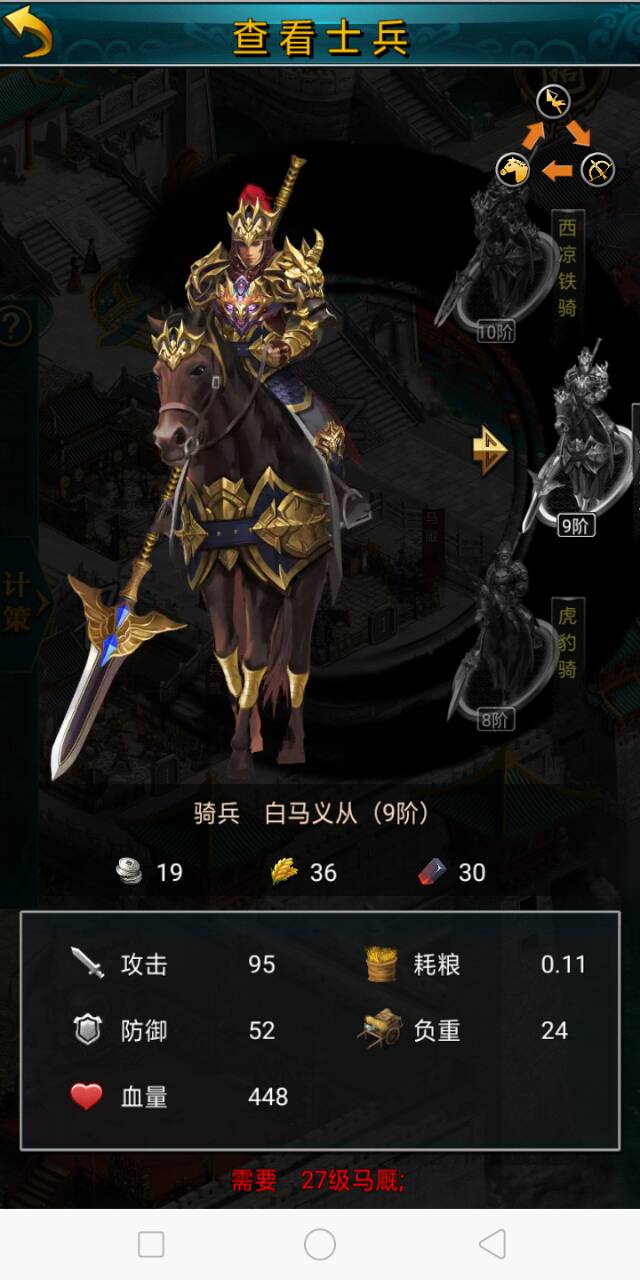 查看士兵
西凉铁骑
10阶
?
9阶
计策
虎豹骑
8阶
骑兵 白马义从（9阶）
19 36 30
攻击 95 耗粮 0.11
防御 52 负重 24
血量 448
需要 27级马厩;